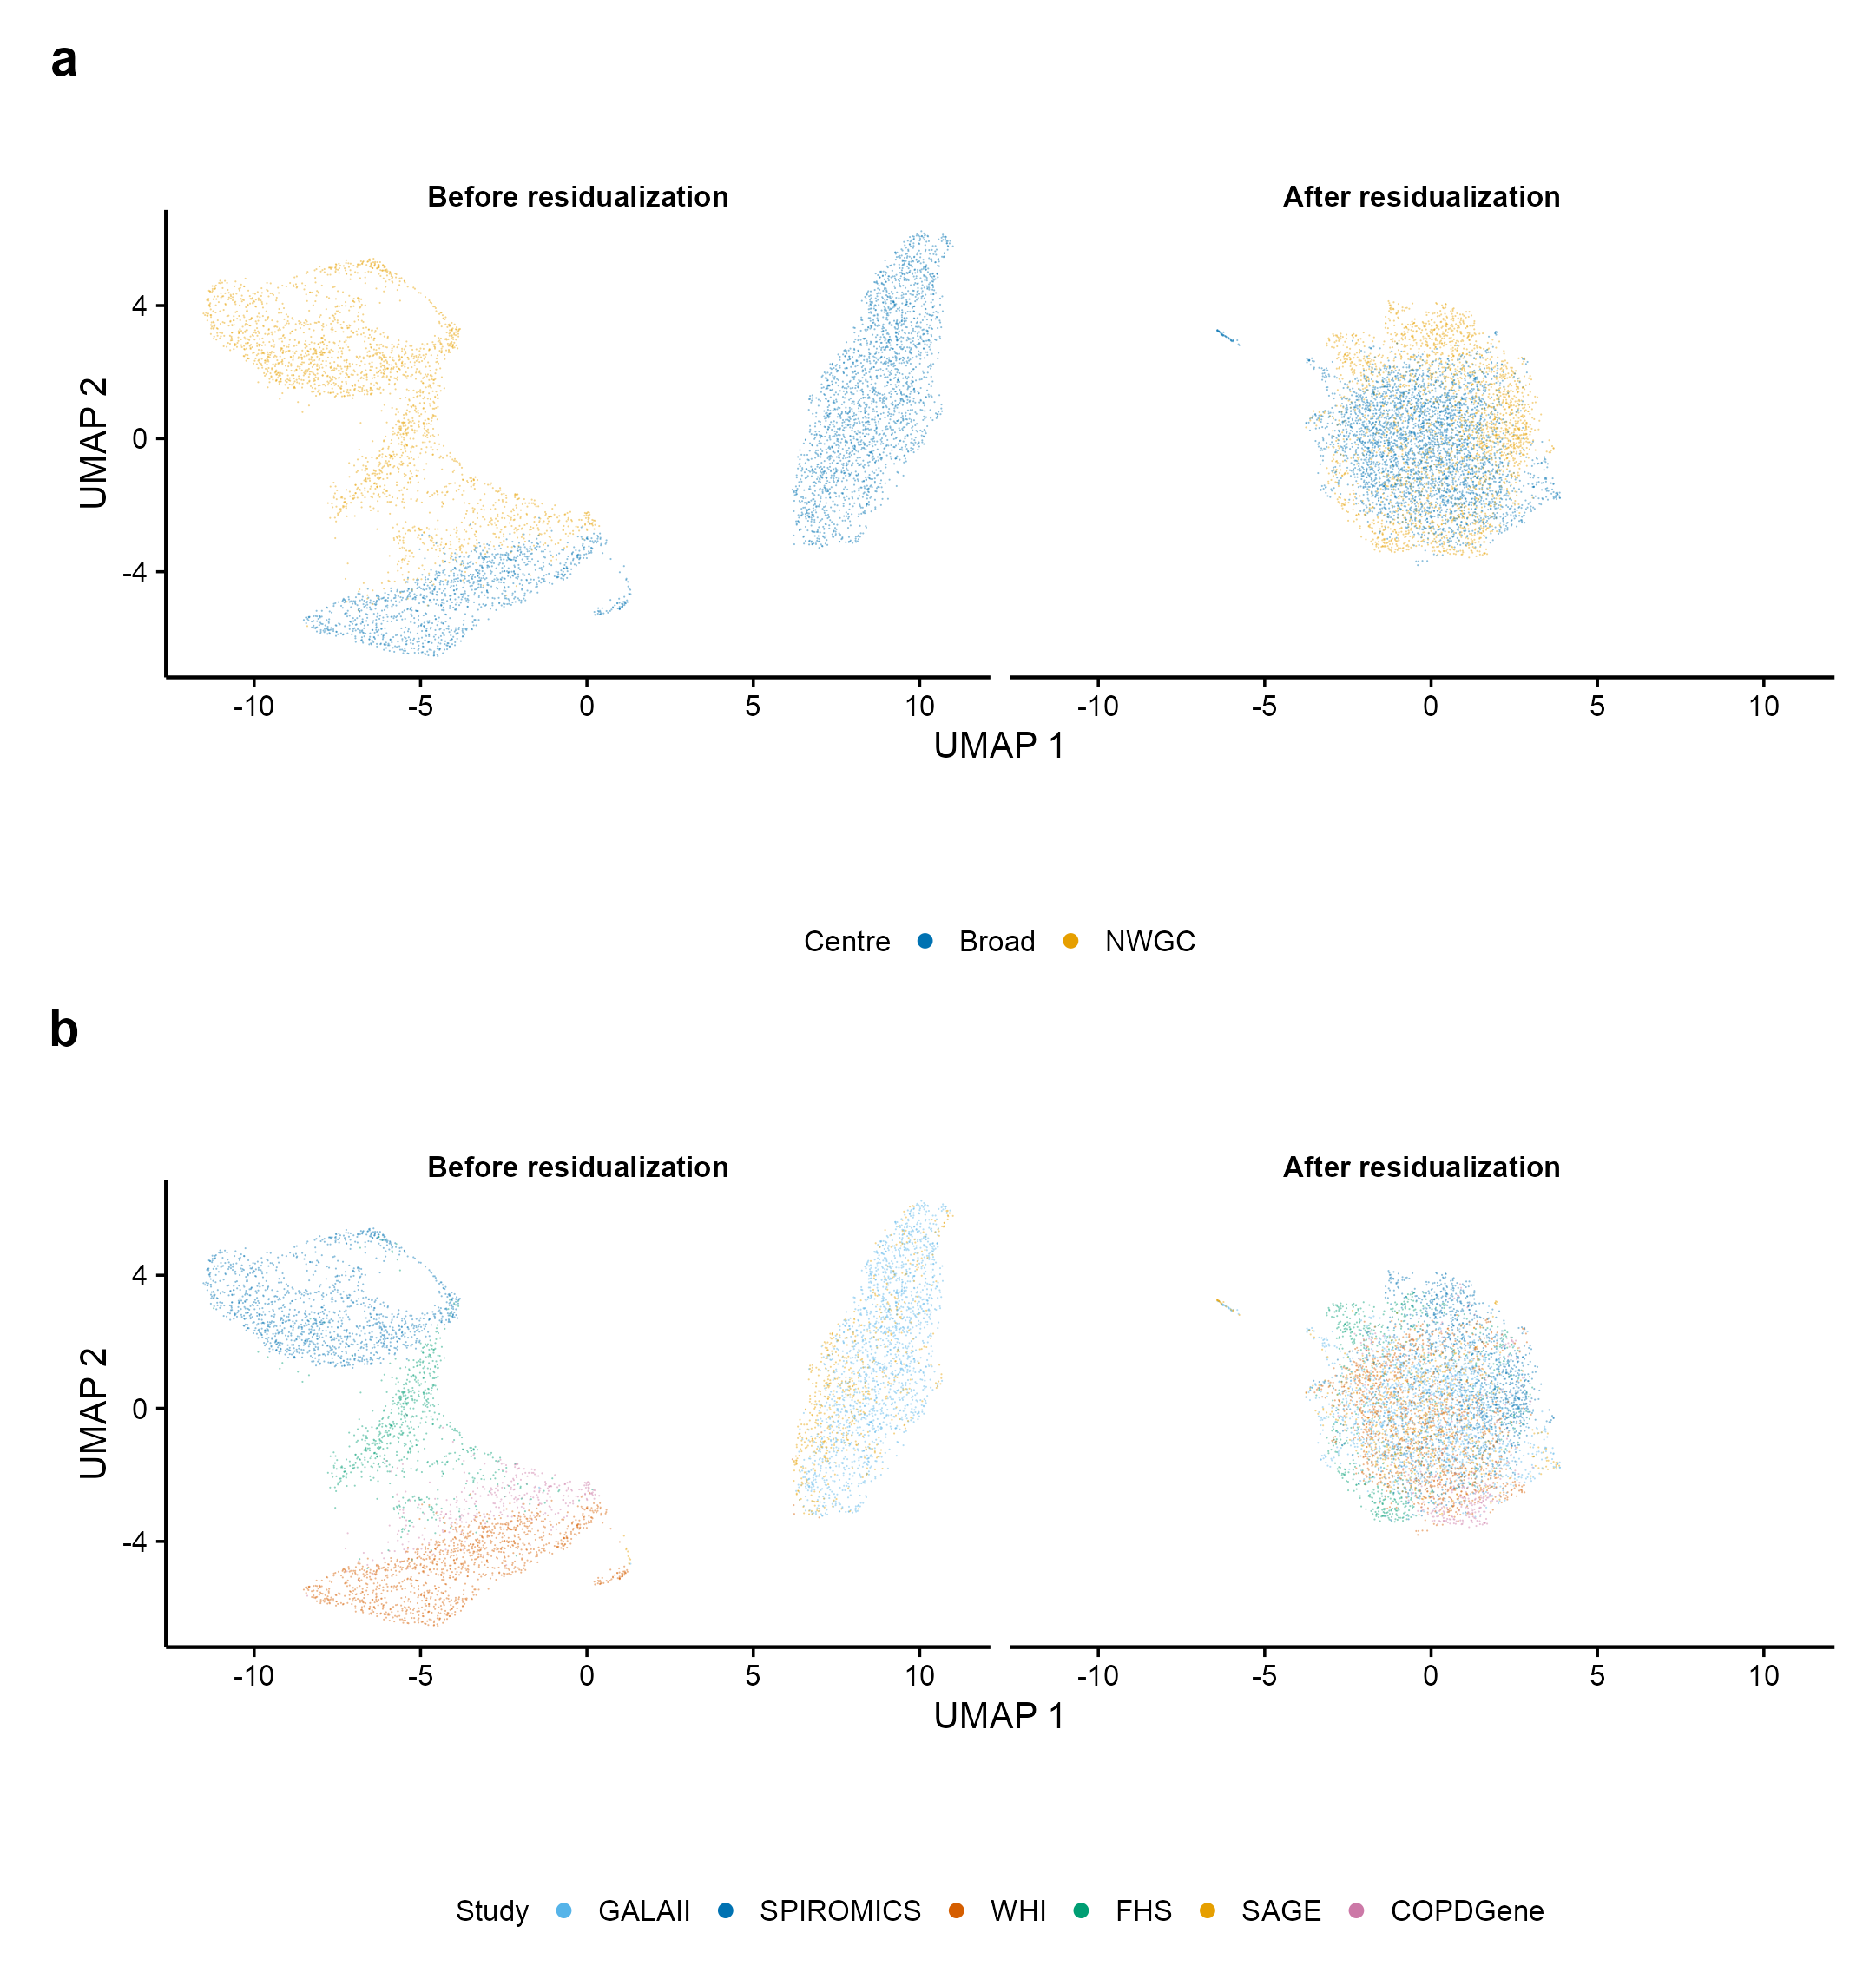 a
Before residualization
After residualization
UMAP 2
4
0
-4
-10 -5 0 5 10 -10 -5 0 5 10
UMAP 1
Centre Broad NWGC
b
Before residualization
After residualization
UMAP 2
4
0
-4
-10 -5 0 5 10 -10 -5 0 5 10
UMAP 1
Study GALAII SPIROMICS WHI FHS SAGE COPDGene